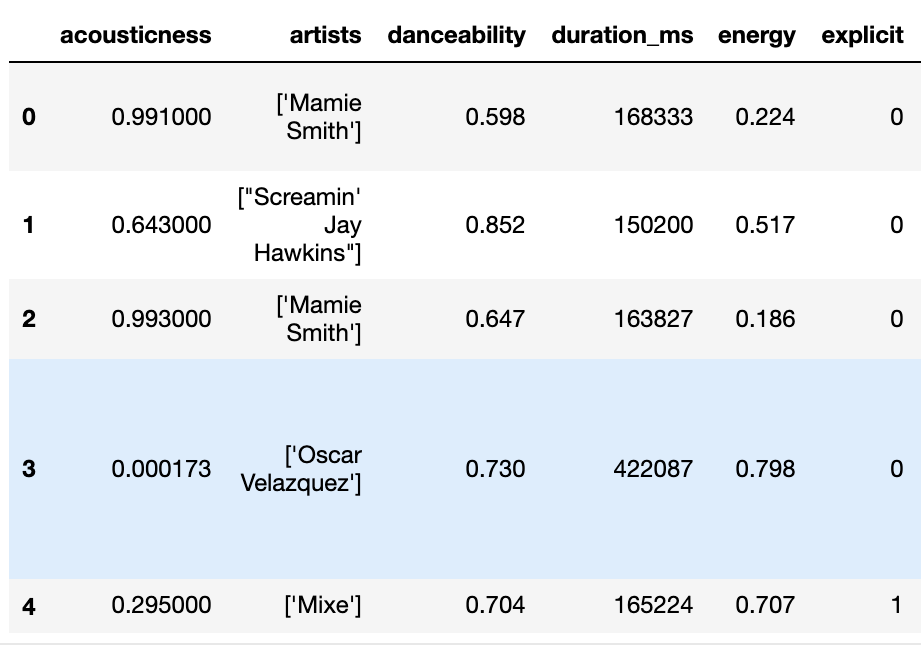 acousticness artists danceability duration_ms energy explicit
0 0.991000 ['Mamie Smith'] 0.598 168333 0.224 0
1 0.643000 ["Screamin' Jay Hawkins"] 0.852 150200 0.517 0
2 0.993000 ['Mamie Smith'] 0.647 163827 0.186 0
3 0.000173 ['Oscar Velazquez'] 0.730 422087 0.798 0
4 0.295000 ['Mixe'] 0.704 165224 0.707 1